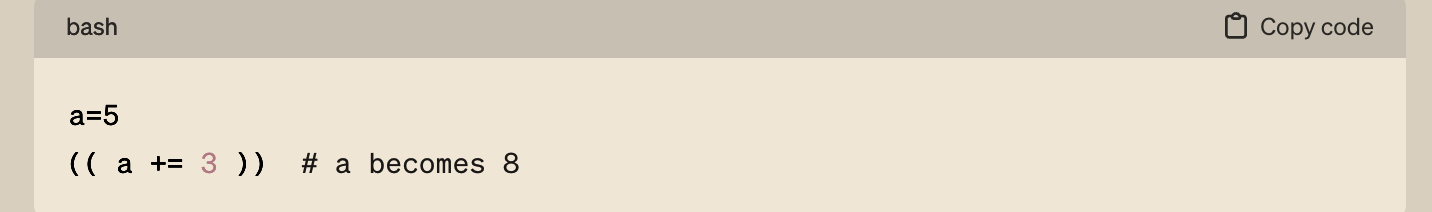 bash
Copy code
a=5
(( a += 3 ))  # a becomes 8